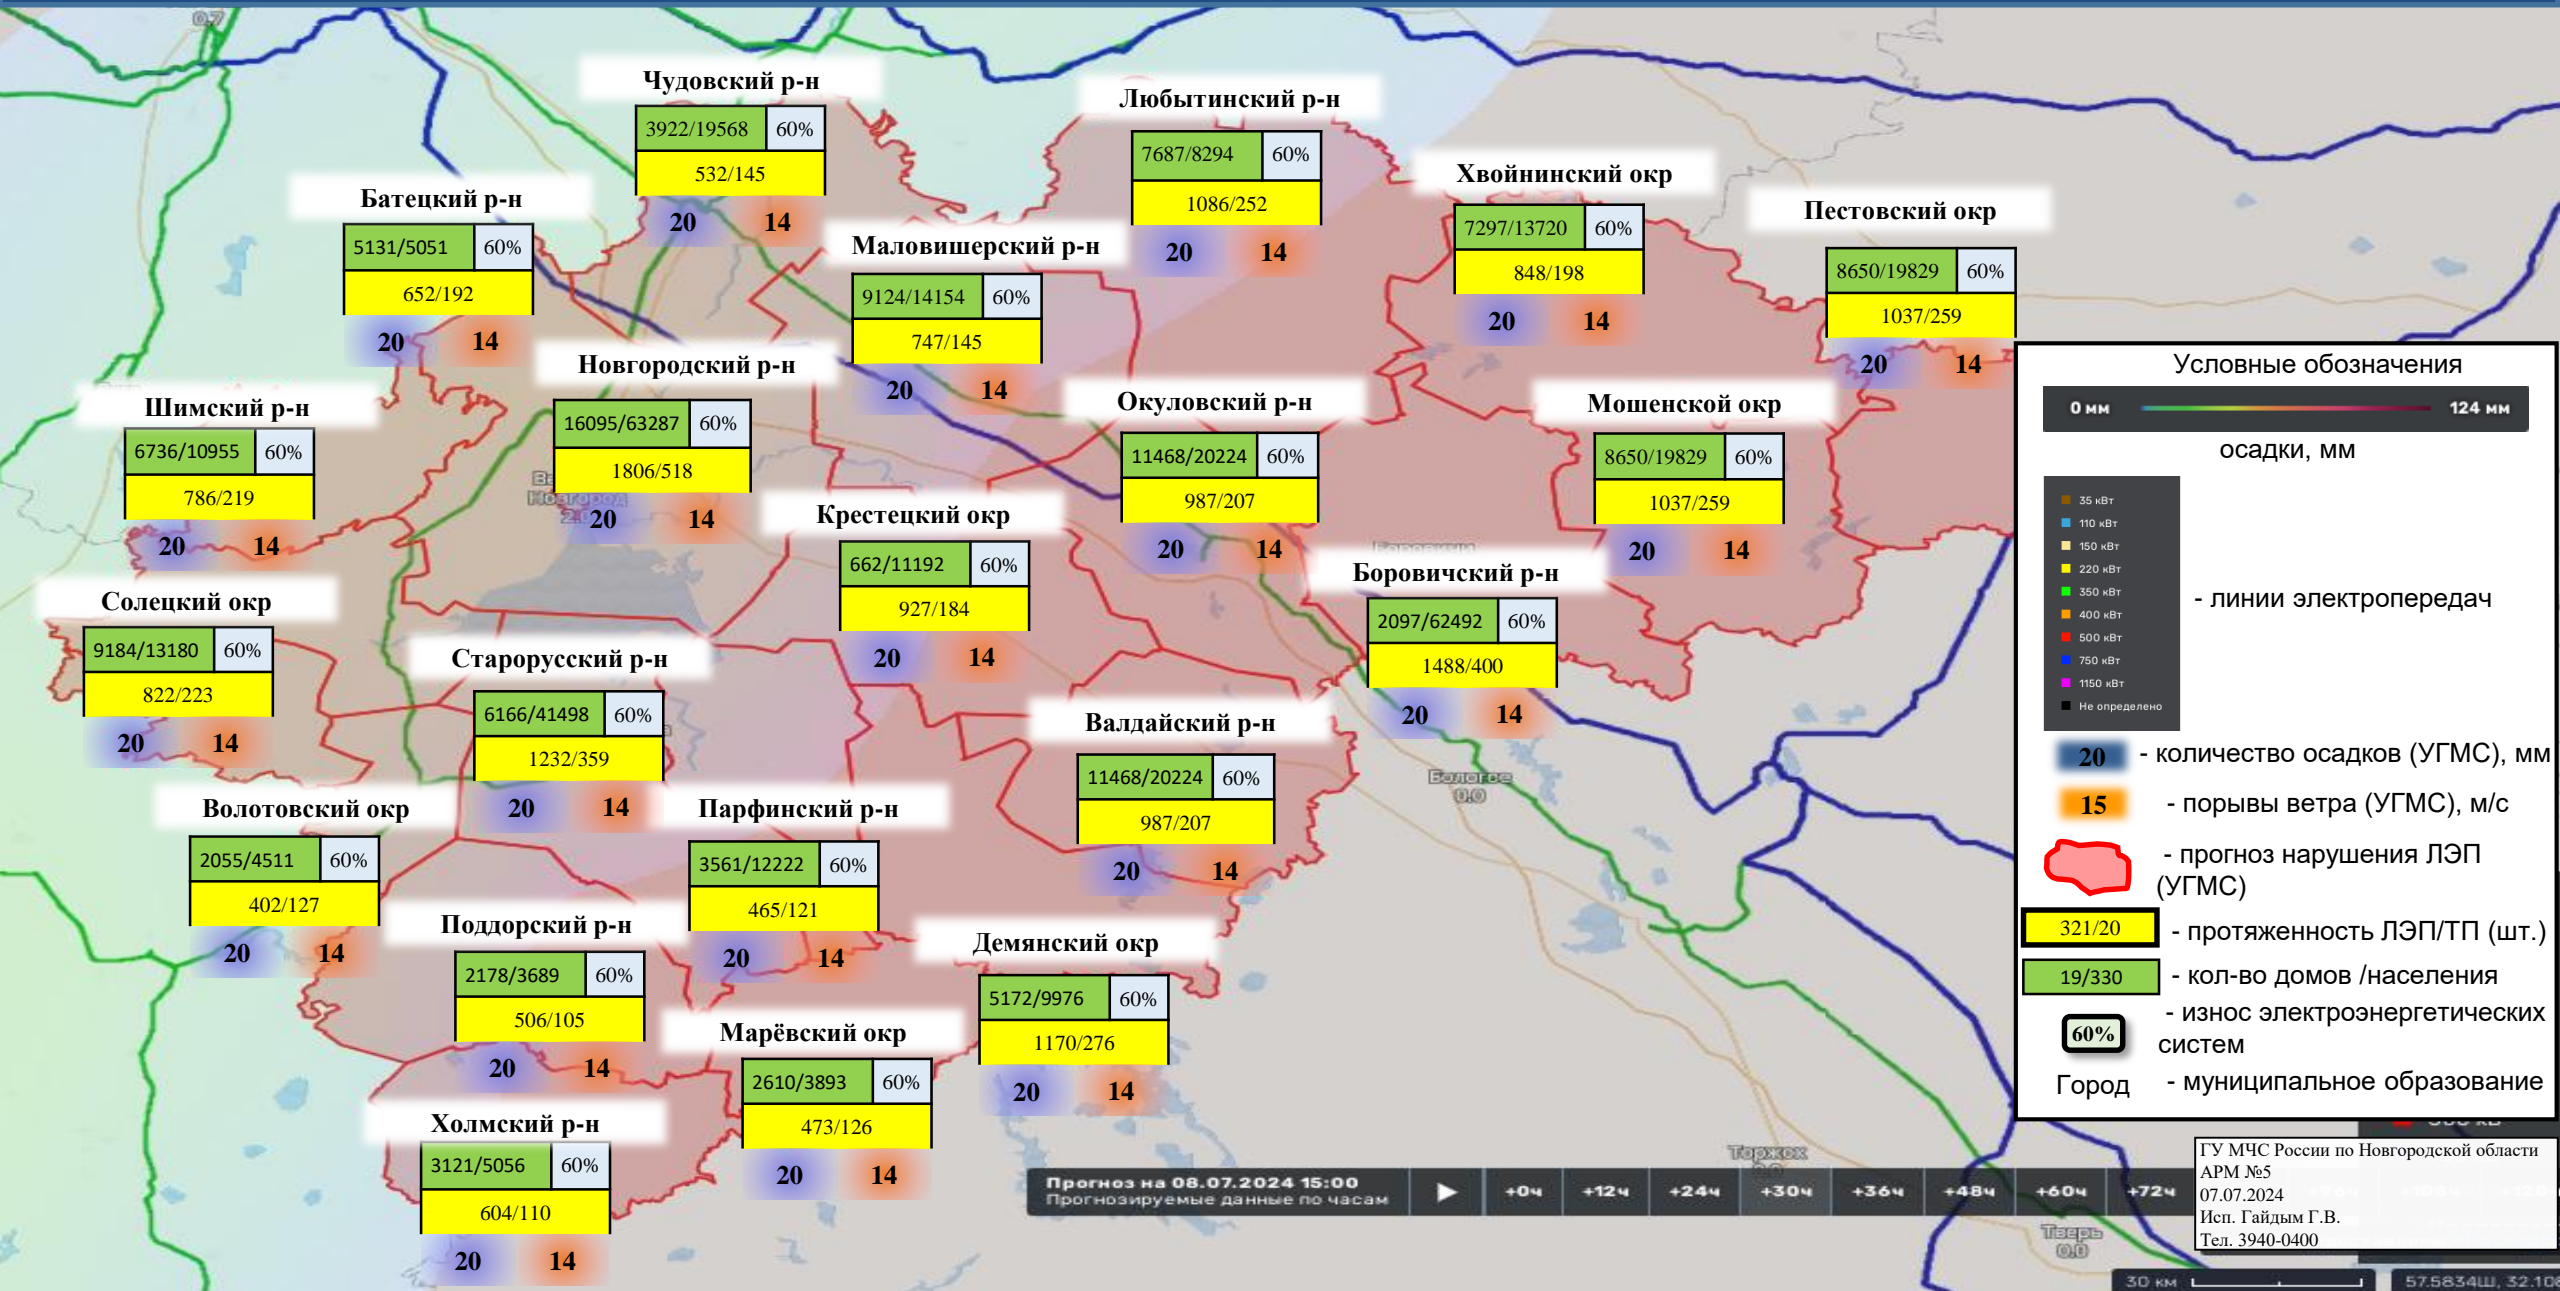 0.7
Чудовский р-н
3922/19568 60%
532/145
20 14
Любытинский р-н
7687/8294 60%
1086/252
20 14
Хвойнинский окр
7297/13720 60%
848/198
20 14
Пестовский окр
8650/19829 60%
1037/259
20 14
Батецкий р-н
5131/5051 60%
652/192
20 14
Маловишерский р-н
9124/14154 60%
747/145
20 14
Новгородский р-н
16095/63287 60%
1806/518
20 14
Шимский р-н
6736/10955 60%
786/219
20 14
Окуловский р-н
11468/20224 60%
987/207
20 14
Мошенской окр
8650/19829 60%
1037/259
20 14
Крестецкий окр
662/11192 60%
927/184
20 14
Боровичский р-н
2097/62492 60%
1488/400
20 14
Солецкий окр
9184/13180 60%
822/223
20 14
Старорусский р-н
6166/41498 60%
1232/359
20 14
Валдайский р-н
11468/20224 60%
987/207
20 14
Бологое
0.0
Волотовский окр
2055/4511 60%
402/127
20 14
Парфинский р-н
3561/12222 60%
465/121
20 14
Поддорский р-н
2178/3689 60%
506/105
20 14
Демянский окр
5172/9976 60%
1170/276
20 14
Марёвский окр
2610/3893 60%
473/126
20 14
Холмский р-н
3121/5056 60%
604/110
20 14
Условные обозначения
0 мм 124 мм
осадки, мм
35 кВт
110 кВт
150 кВт
220 кВт
350 кВт
400 кВт
500 кВт
750 кВт
1150 кВт
Не определено
- линии электропередач
20 - количество осадков (УГМС), мм
15 - порывы ветра (УГМС), м/с
- прогноз нарушения ЛЭП
(УГМС)
321/20 - протяженность ЛЭП/ТП (шт.)
19/330 - кол-во домов /населения
60% - износ электроэнергетических
систем
Город - муниципальное образование
Торжок
Прогноз на 08.07.2024 15:00
Прогнозируемые данные по часам
+0ч +12ч +24ч +30ч +36ч +48ч +60ч +72ч
ГУ МЧС России по Новгородской области
АРМ №5
07.07.2024
Исп. Гайдым Г.В.
Тел. 3940-0400
Тверь
0.0
30 км
57.5834Ш, 32.108